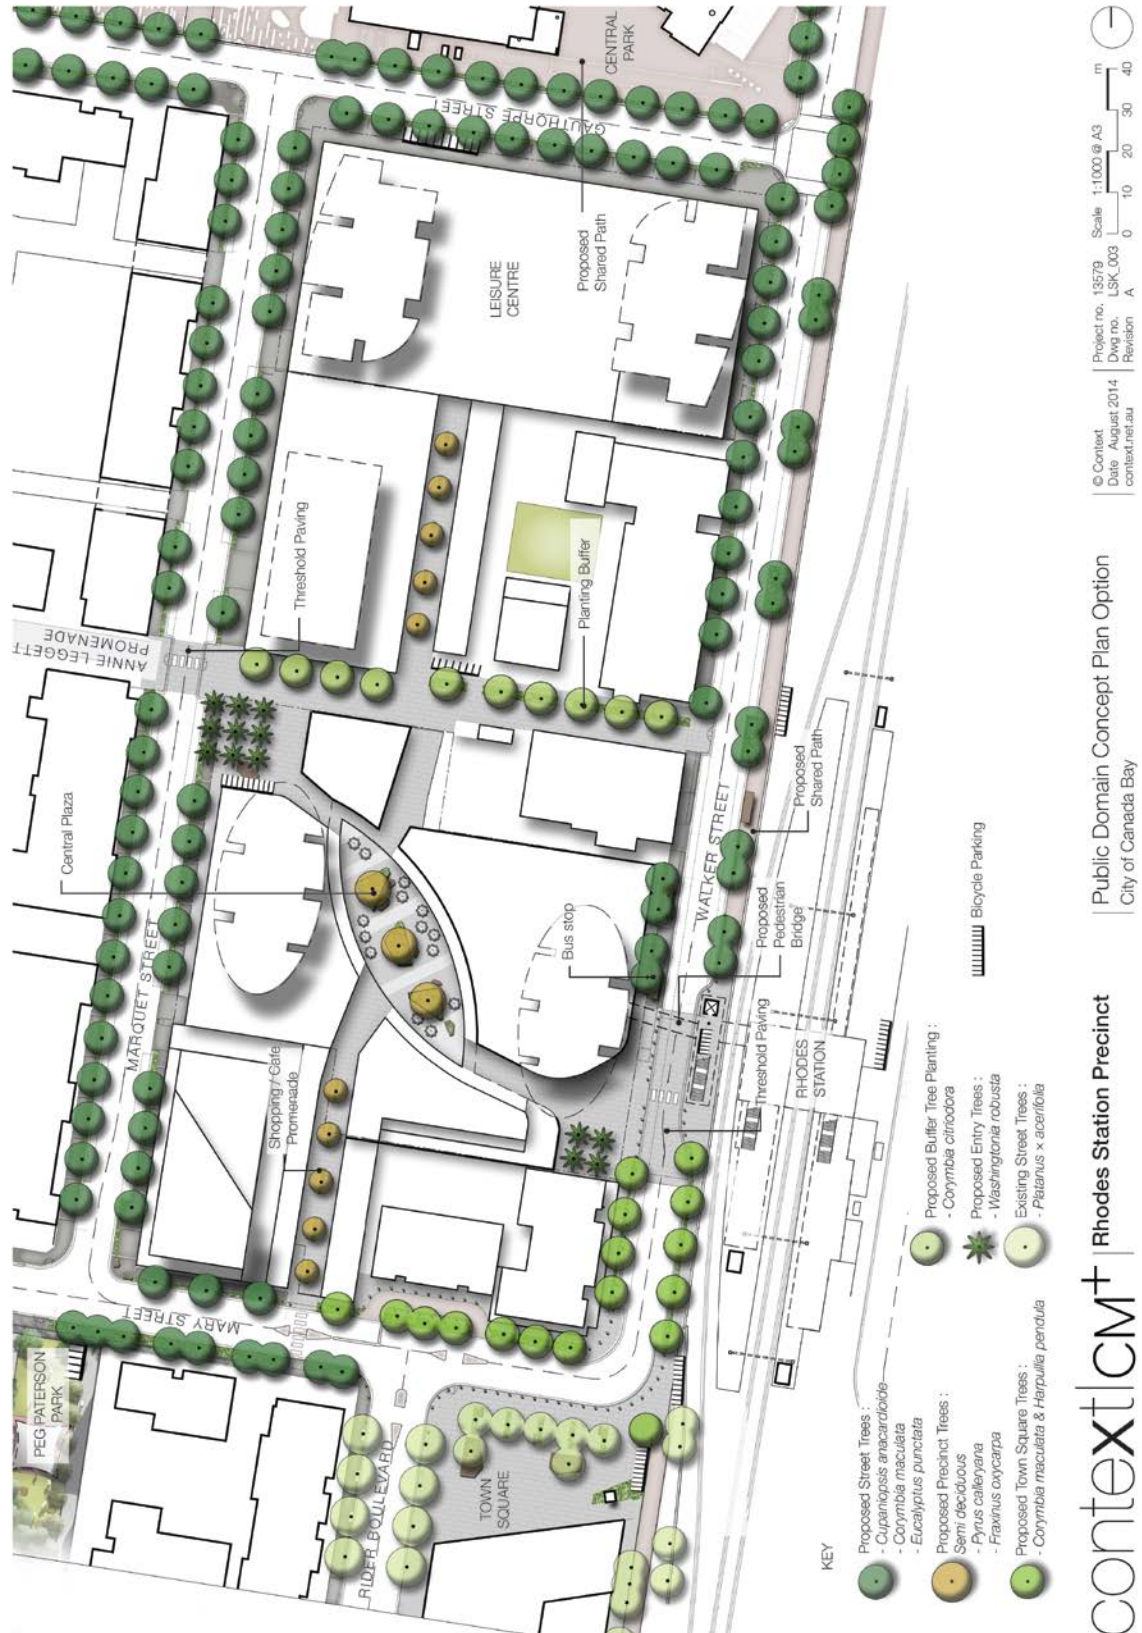 PEG PATERSON
PARK
MARY STREET
RIDER BOULEVARD
TOWN
SQUARE
MARQUET STREET
Shopping / Cafe
Promenade
Central Plaza
ANNIE LEGGETT
PROMENADE
Threshold Paving
LEISURE
CENTRE
GAUTHORPE STREET
CENTRAL
PARK
Proposed
Shared Path
Planting Buffer
Bus stop
WALKER STREET
Proposed
Pedestrian
Bridge
Proposed
Shared Path
Threshold Paving
RHODES
STATION
Bicycle Parking
KEY
Proposed Street Trees :
- Cupaniopsis anacardioide
- Corymbia maculata
- Eucalyptus punctata
Proposed Precinct Trees :
Semi deciduous
- Pyrus calleryana
- Fraxinus oxycarpa
Proposed Town Square Trees :
- Corymbia maculata & Harpullia pendula
Proposed Buffer Tree Planting :
- Corymbia citriodora
Proposed Entry Trees :
- Washingtonia robusta
Existing Street Trees :
- Platanus x acerifolia
context CM+
Rhodes Station Precinct
Public Domain Concept Plan Option
City of Canada Bay
© Context
Date August 2014
context.net.au
Project no. 13579
Dwg no. LSK_003
Revision A
Scale 1:1000 @ A3 m
0 10 20 30 40